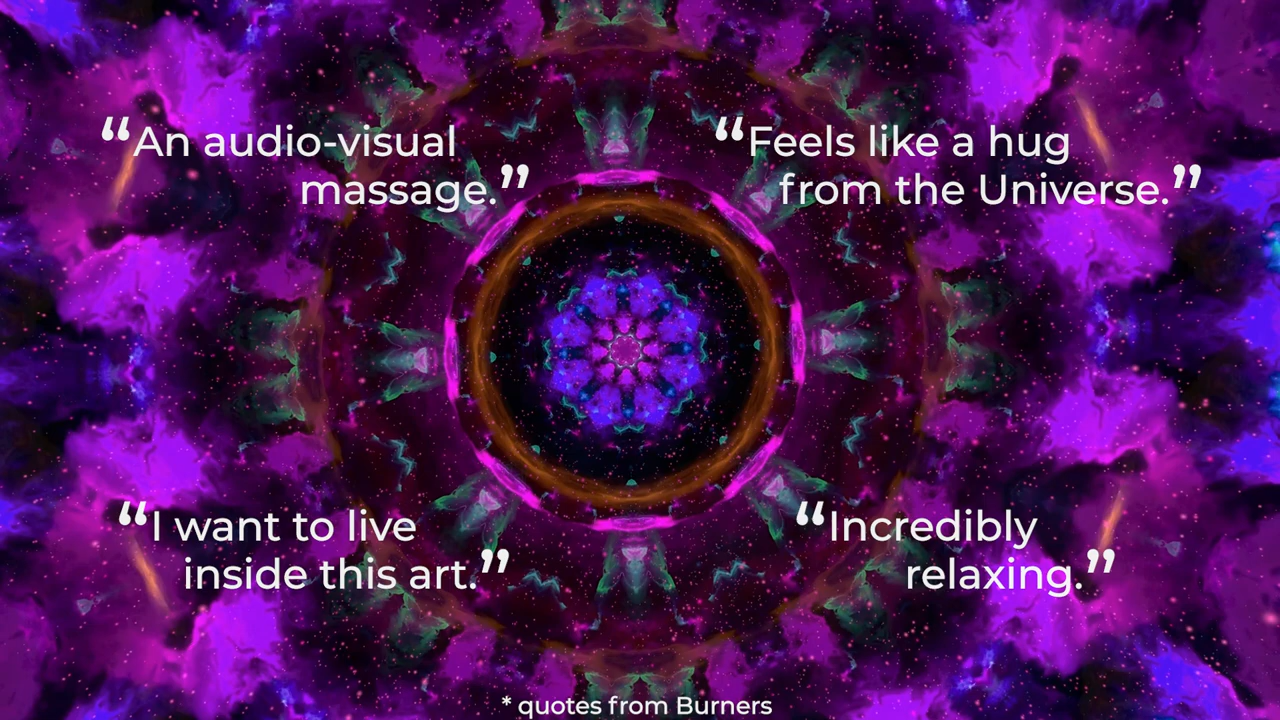 “An audio-visual
massage.”
“Feels like a hug
from the Universe.”
“I want to live
inside this art.”
“Incredibly
relaxing.”
* quotes from Burners